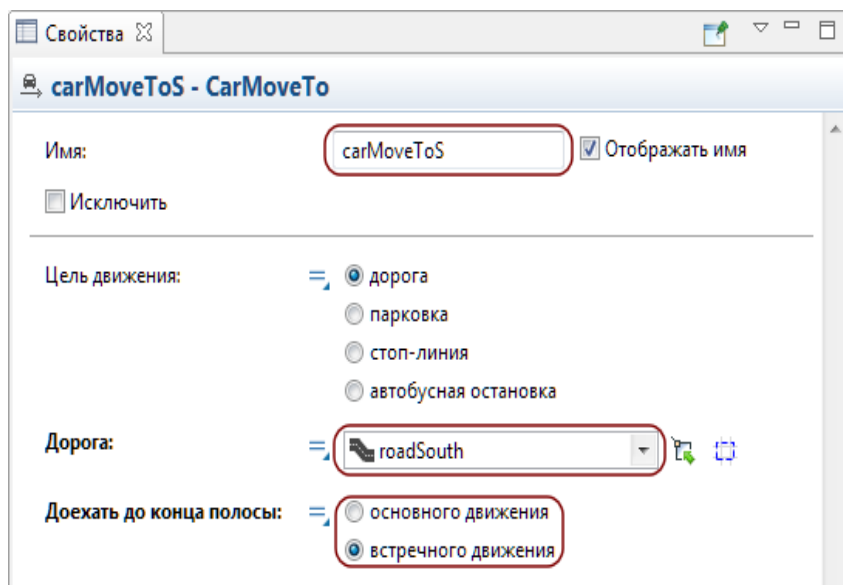 Свойства
carMoveToS - CarMoveTo
Имя: carMoveToS Отображать имя
Исключить
Цель движения: дорога
парковка
стоп-линия
автобусная остановка
Дорога: roadSouth
Доехать до конца полосы: основного движения
встречного движения